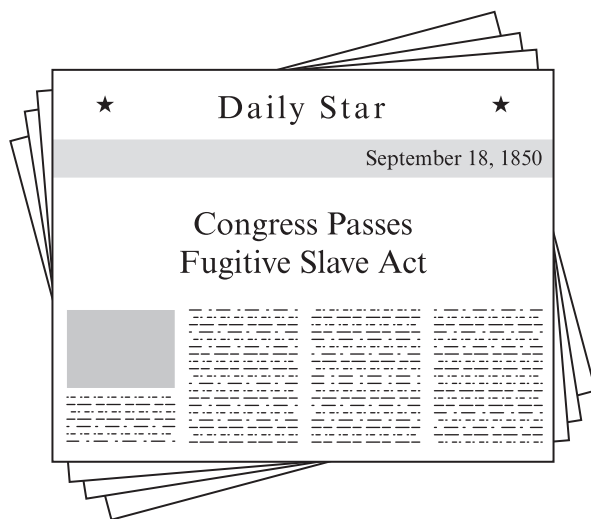 ★ Daily Star ★
September 18, 1850
Congress Passes
Fugitive Slave Act